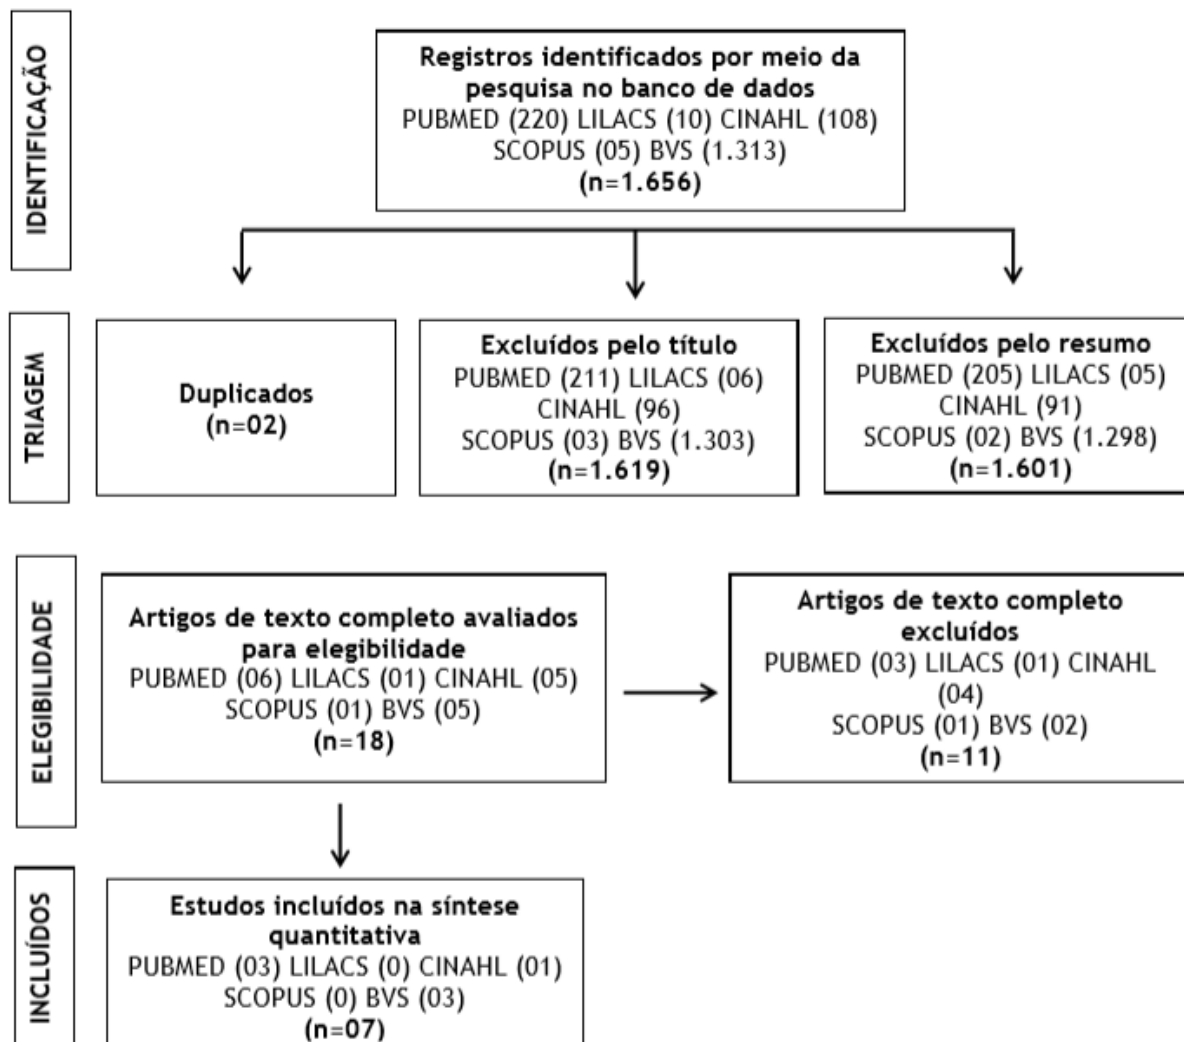 IDENTIFICAÇÃO
Registros identificados por meio da
pesquisa no banco de dados
PUBMED (220) LILACS (10) CINAHL (108)
SCOPUS (05) BVS (1.313)
(n=1.656)
TRIAGEM
Duplicados
(n=02)
Excluídos pelo título
PUBMED (211) LILACS (06)
CINAHL (96)
SCOPUS (03) BVS (1.303)
(n=1.619)
Excluídos pelo resumo
PUBMED (205) LILACS (05)
CINAHL (91)
SCOPUS (02) BVS (1.298)
(n=1.601)
ELEGIBILIDADE
Artigos de texto completo avaliados
para elegibilidade
PUBMED (06) LILACS (01) CINAHL (05)
SCOPUS (01) BVS (05)
(n=18)
Artigos de texto completo
excluídos
PUBMED (03) LILACS (01) CINAHL
(04)
SCOPUS (01) BVS (02)
(n=11)
INCLUÍDOS
Estudos incluídos na síntese
quantitativa
PUBMED (03) LILACS (0) CINAHL (01)
SCOPUS (0) BVS (03)
(n=07)